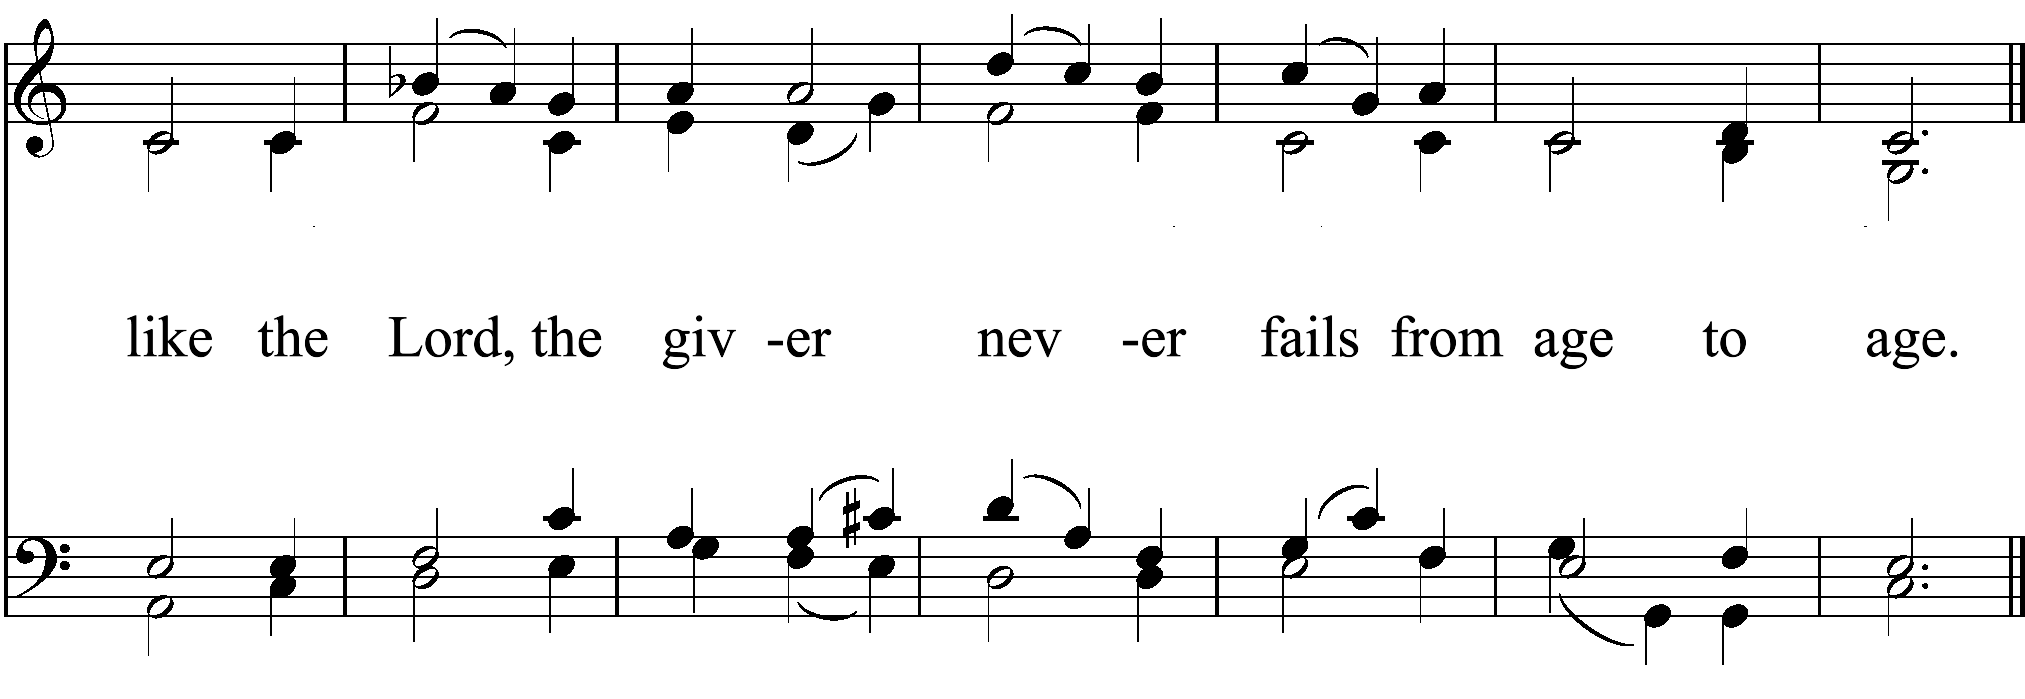 like the Lord, the giv -er nev -er fails from age to age.